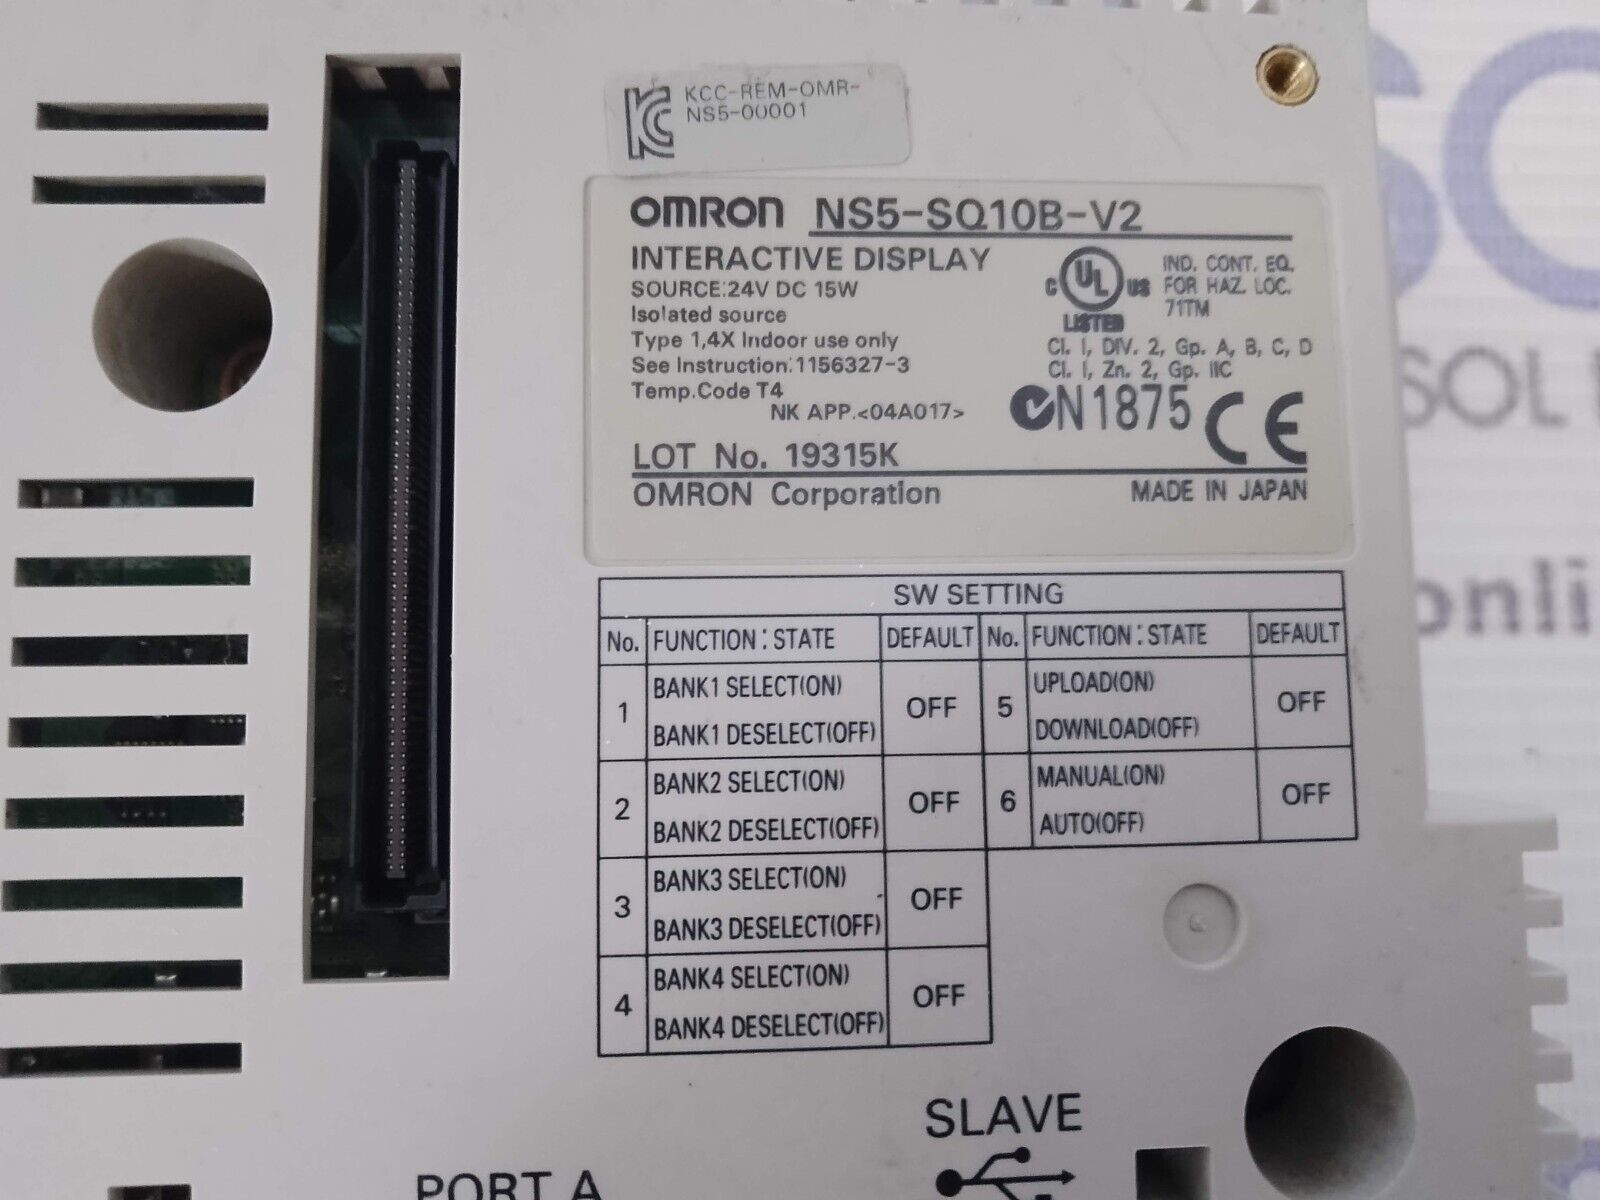 KCC-REM-OMR-
NS5-00001
OMRON NS5-SQ10B-V2
INTERACTIVE DISPLAY
SOURCE:24V DC 15W
Isolated source
Type 1,4X Indoor use only
See Instruction:1156327-3
Temp.Code T4
NK APP.<04A017>
C UL US
LISTED
IND. CONT. EQ.
FOR HAZ. LOC.
71TM
Cl. I, DIV. 2, Gp. A, B, C, D
Cl. I, Zn. 2, Gp. IIC
N1875 CE
LOT No. 19315K
OMRON Corporation MADE IN JAPAN
SW SETTING
No. FUNCTION:STATE DEFAULT No. FUNCTION:STATE DEFAULT
1 BANK1 SELECT(ON) OFF 5 UPLOAD(ON) OFF
BANK1 DESELECT(OFF) DOWNLOAD(OFF)
2 BANK2 SELECT(ON) OFF 6 MANUAL(ON) OFF
BANK2 DESELECT(OFF) AUTO(OFF)
3 BANK3 SELECT(ON) OFF
BANK3 DESELECT(OFF)
4 BANK4 SELECT(ON) OFF
BANK4 DESELECT(OFF)
SLAVE
PORT A